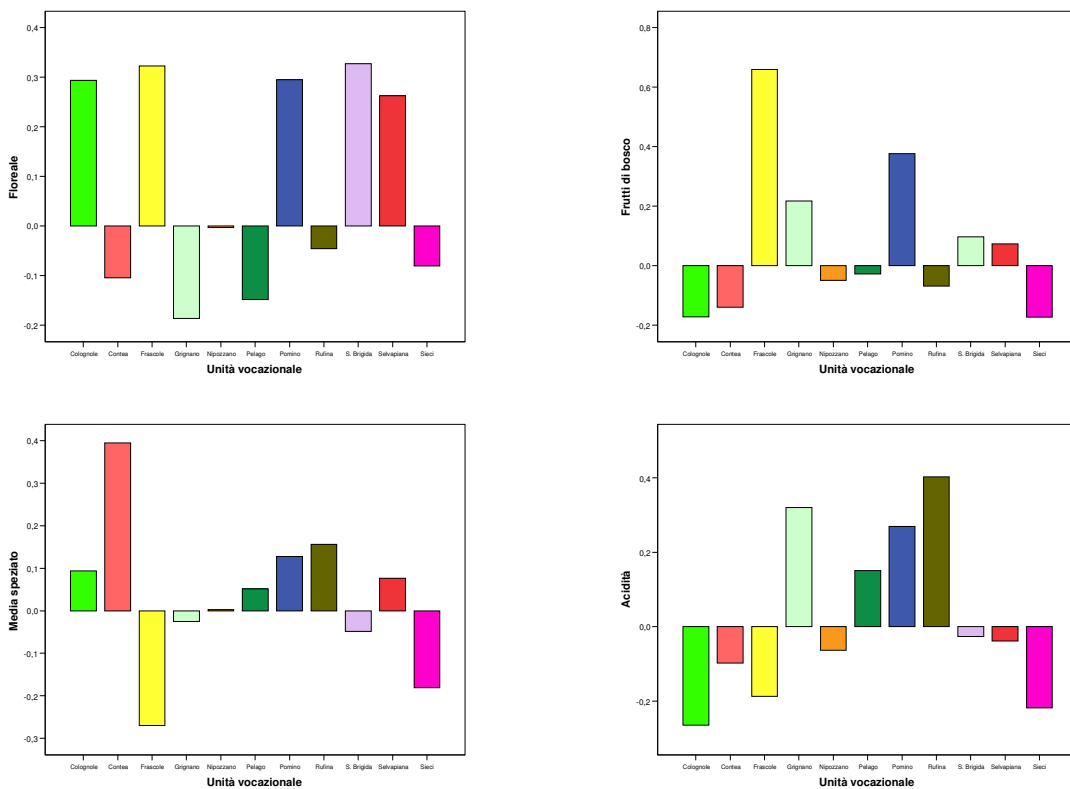 0,4
0,3
0,2
0,1
0,0
-0,1
-0,2
Floreale
Colognole Contea Frascole Grignano Nipozzano Pelago Pomino Rufina S. Brigida Selvapiana Sieci
Unità vocazionale
0,8
0,6
0,4
0,2
0,0
-0,2
Frutti di bosco
Colognole Contea Frascole Grignano Nipozzano Pelago Pomino Rufina S. Brigida Selvapiana Sieci
Unità vocazionale
0,4
0,3
0,2
0,1
0,0
-0,1
-0,2
-0,3
Media speziato
Colognole Contea Frascole Grignano Nipozzano Pelago Pomino Rufina S. Brigida Selvapiana Sieci
Unità vocazionale
0,4
0,2
0,0
-0,2
Acidità
Colognole Contea Frascole Grignano Nipozzano Pelago Pomino Rufina S. Brigida Selvapiana Sieci
Unità vocazionale